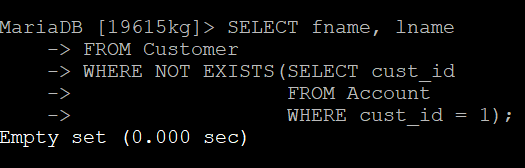 MariaDB [19615kg]> SELECT fname, lname
    -> FROM Customer
    -> WHERE NOT EXISTS(SELECT cust_id
    ->                  FROM Account
    ->                  WHERE cust_id = 1);
Empty set (0.000 sec)